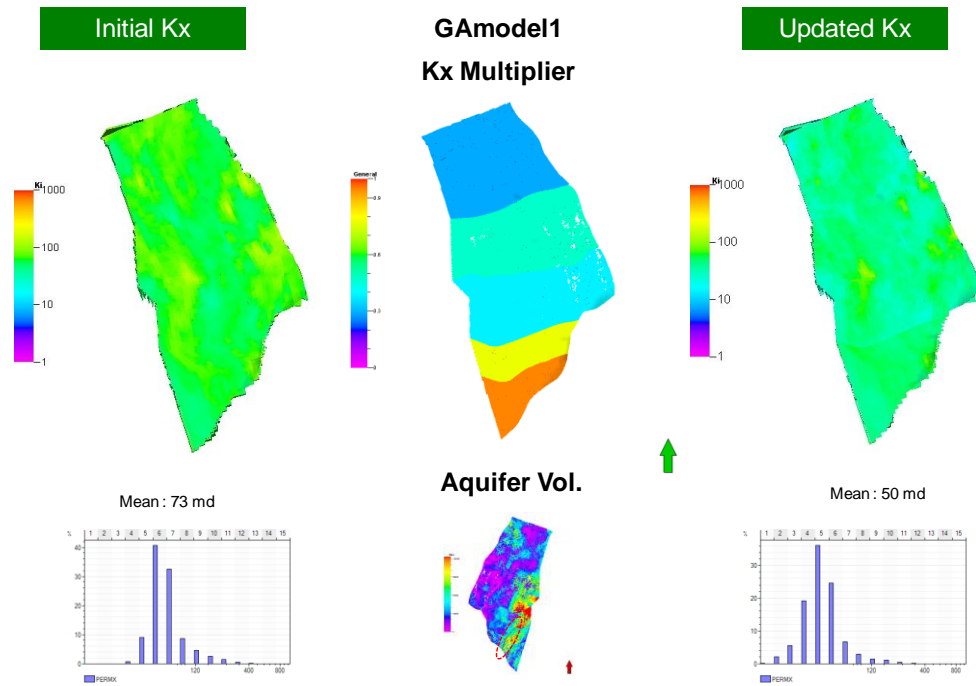 Initial Kx
GAmodel1
Updated Kx
Kx Multiplier
Ki
1000
100
10
1
General
1000
100
10
1
Mean : 73 md
Aquifer Vol.
Mean : 50 md
% 1 2 3 4 5 6 7 8 9 10 11 12 13 14 15
40
30
20
10
0
120 400 800
PERMX
% 1 2 3 4 5 6 7 8 9 10 11 12 13 14 15
30
20
10
0
120 400 800
PERMX